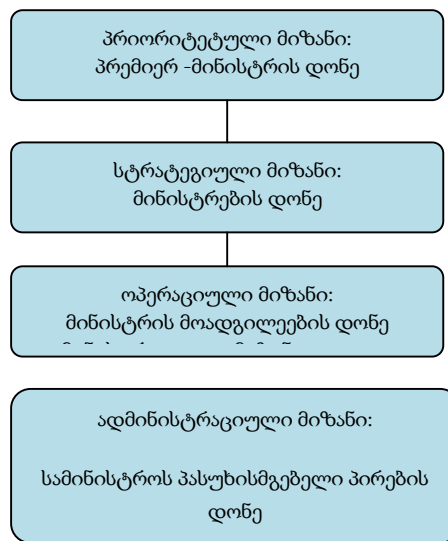 პრიორიტეტული მიზანი:
პრემიერ -მინისტრის დონე
სტრატეგიული მიზანი:
მინისტრების დონე
ოპერაციული მიზანი:
მინისტრის მოადგილეების დონე
ადმინისტრაციული მიზანი:
სამინისტროს პასუხისმგებელი პირების
დონე